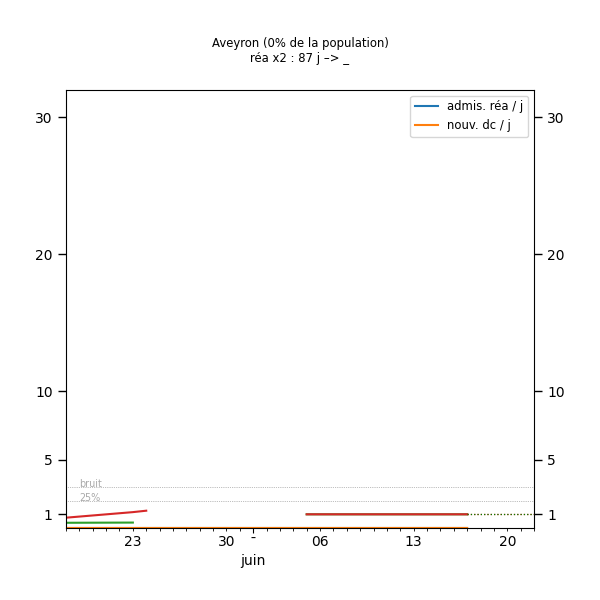 Aveyron (0% de la population)
réa x2 : 87 j –> _
admis. réa / j
nouv. dc / j
30 30
20 20
10 10
5 5
bruit
25%
1 1
23 30 - 06 13 20
juin